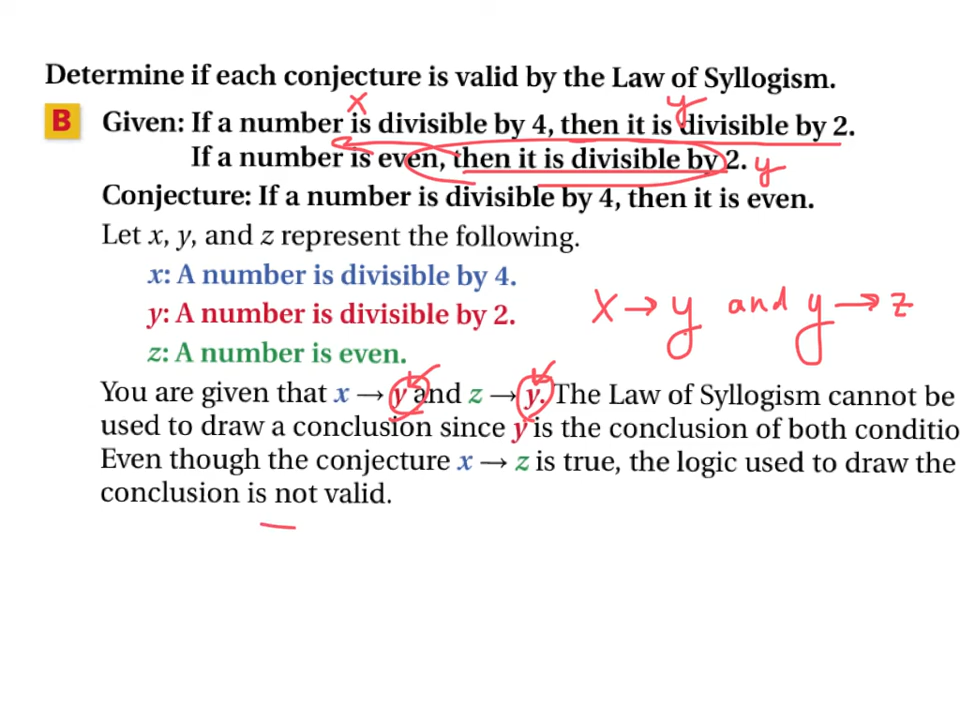 Determine if each conjecture is valid by the Law of Syllogism.
x y
B Given: If a number is divisible by 4, then it is divisible by 2.
If a number is even, then it is divisible by 2. y
Conjecture: If a number is divisible by 4, then it is even.
Let x, y, and z represent the following.
x: A number is divisible by 4.
y: A number is divisible by 2.
z: A number is even.
x → y and y → z
You are given that x → y and z → y. The Law of Syllogism cannot be
used to draw a conclusion since y is the conclusion of both conditio
Even though the conjecture x → z is true, the logic used to draw the
conclusion is not valid.